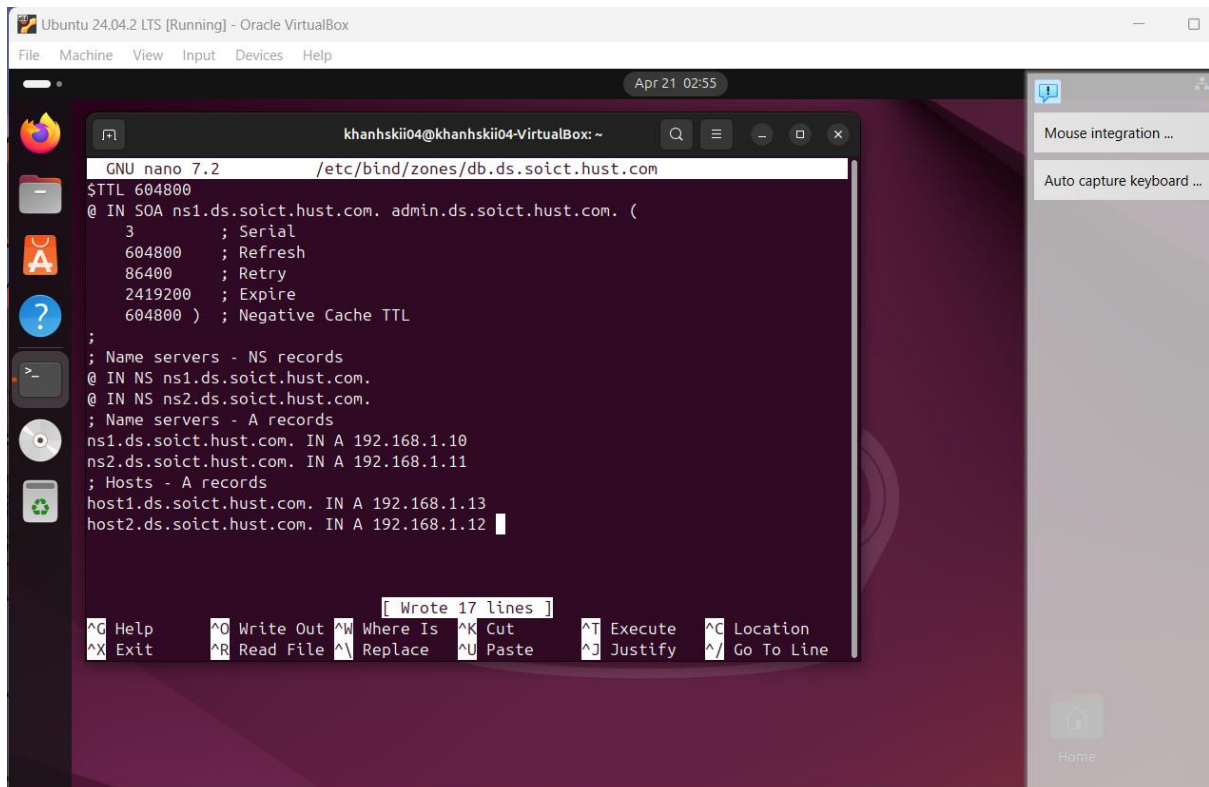 Ubuntu 24.04.2 LTS [Running] - Oracle VirtualBox
File Machine View Input Devices Help
Apr 21 02:55
khanhskii04@khanhskii04-VirtualBox: ~
Mouse integration ...
Auto capture keyboard ...
GNU nano 7.2 /etc/bind/zones/db.ds.soict.hust.com
$TTL 604800
@ IN SOA ns1.ds.soict.hust.com. admin.ds.soict.hust.com. (
3 ; Serial
604800 ; Refresh
86400 ; Retry
2419200 ; Expire
604800 ) ; Negative Cache TTL
;
; Name servers - NS records
@ IN NS ns1.ds.soict.hust.com.
@ IN NS ns2.ds.soict.hust.com.
; Name servers - A records
ns1.ds.soict.hust.com. IN A 192.168.1.10
ns2.ds.soict.hust.com. IN A 192.168.1.11
; Hosts - A records
host1.ds.soict.hust.com. IN A 192.168.1.13
host2.ds.soict.hust.com. IN A 192.168.1.12
[ Wrote 17 lines ]
^G Help ^O Write Out ^W Where Is ^K Cut ^T Execute ^C Location
^X Exit ^R Read File ^\ Replace ^U Paste ^J Justify ^/ Go To Line
Home